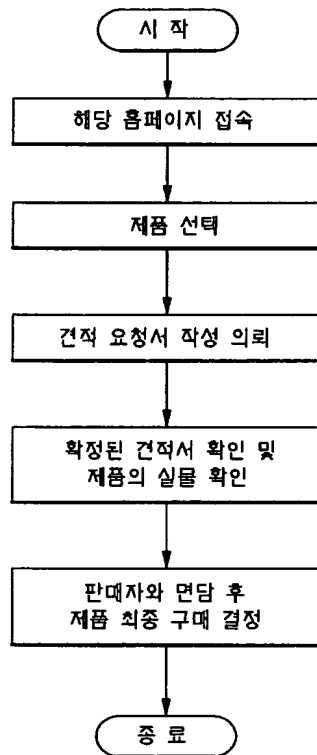 시 작
해당 홈페이지 접속
제품 선택
견적 요청서 작성 의뢰
확정된 견적서 확인 및
제품의 실물 확인
판매자와 면담 후
제품 최종 구매 결정
종 료